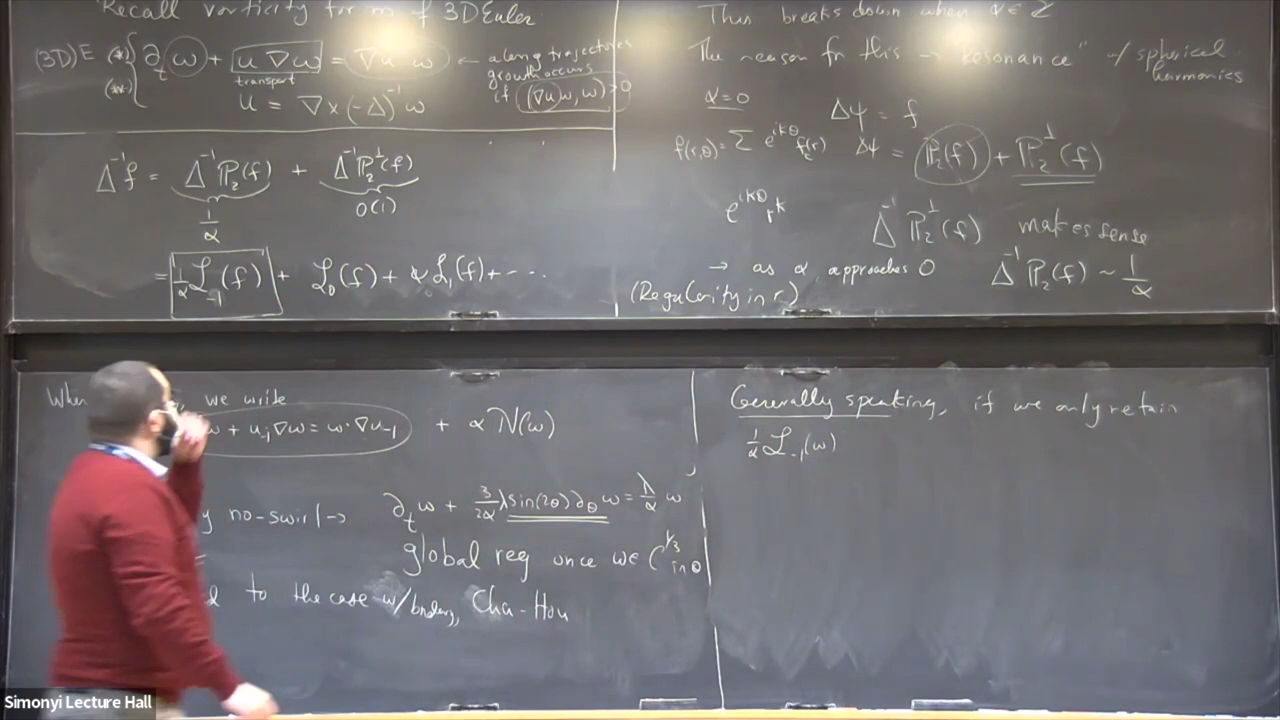 Recall vorticity form of 3D Euler.
(3D)E (*) ∂_t ω + u ∇ω = ∇u ω ← along trajectories
transport growth occurs
(**) u = ∇×(-Δ)^{-1} ω if (∇u ω, ω) > 0
Δ^{-1} f = Δ^{-1} ℙ_2(f) + Δ^{-1} ℙ_2^⊥(f)
1/α O(1)
= 1/α ℒ_{-1}(f) + ℒ_0(f) + α ℒ_1(f) + ...
This breaks down when α ∈ ℤ
The reason for this → "Resonance" w/ spherical
harmonics
α = 0 Δψ = f
f(r,θ) = Σ e^{ikθ} f_k(r) Δψ = ℙ_2(f) + ℙ_2^⊥(f)
e^{ikθ} r^k Δ^{-1} ℙ_2^⊥(f) makes sense
→ as α approaches 0 Δ^{-1} ℙ_2(f) ~ 1/α
(Regularity in r)
When we write
ω + u_{-1} ∇ω = ω · ∇u_{-1} + α N(ω)
no-swirl → ∂_t ω + 3/2α λ sin(2θ) ∂_θ ω = λ/α ω
global reg once ω ∈ C^{1/3} in θ
to the case w/ bndry, Cha-Hou
Generally speaking, if we only retain
1/α ℒ_{-1}(ω)
Simonyi Lecture Hall